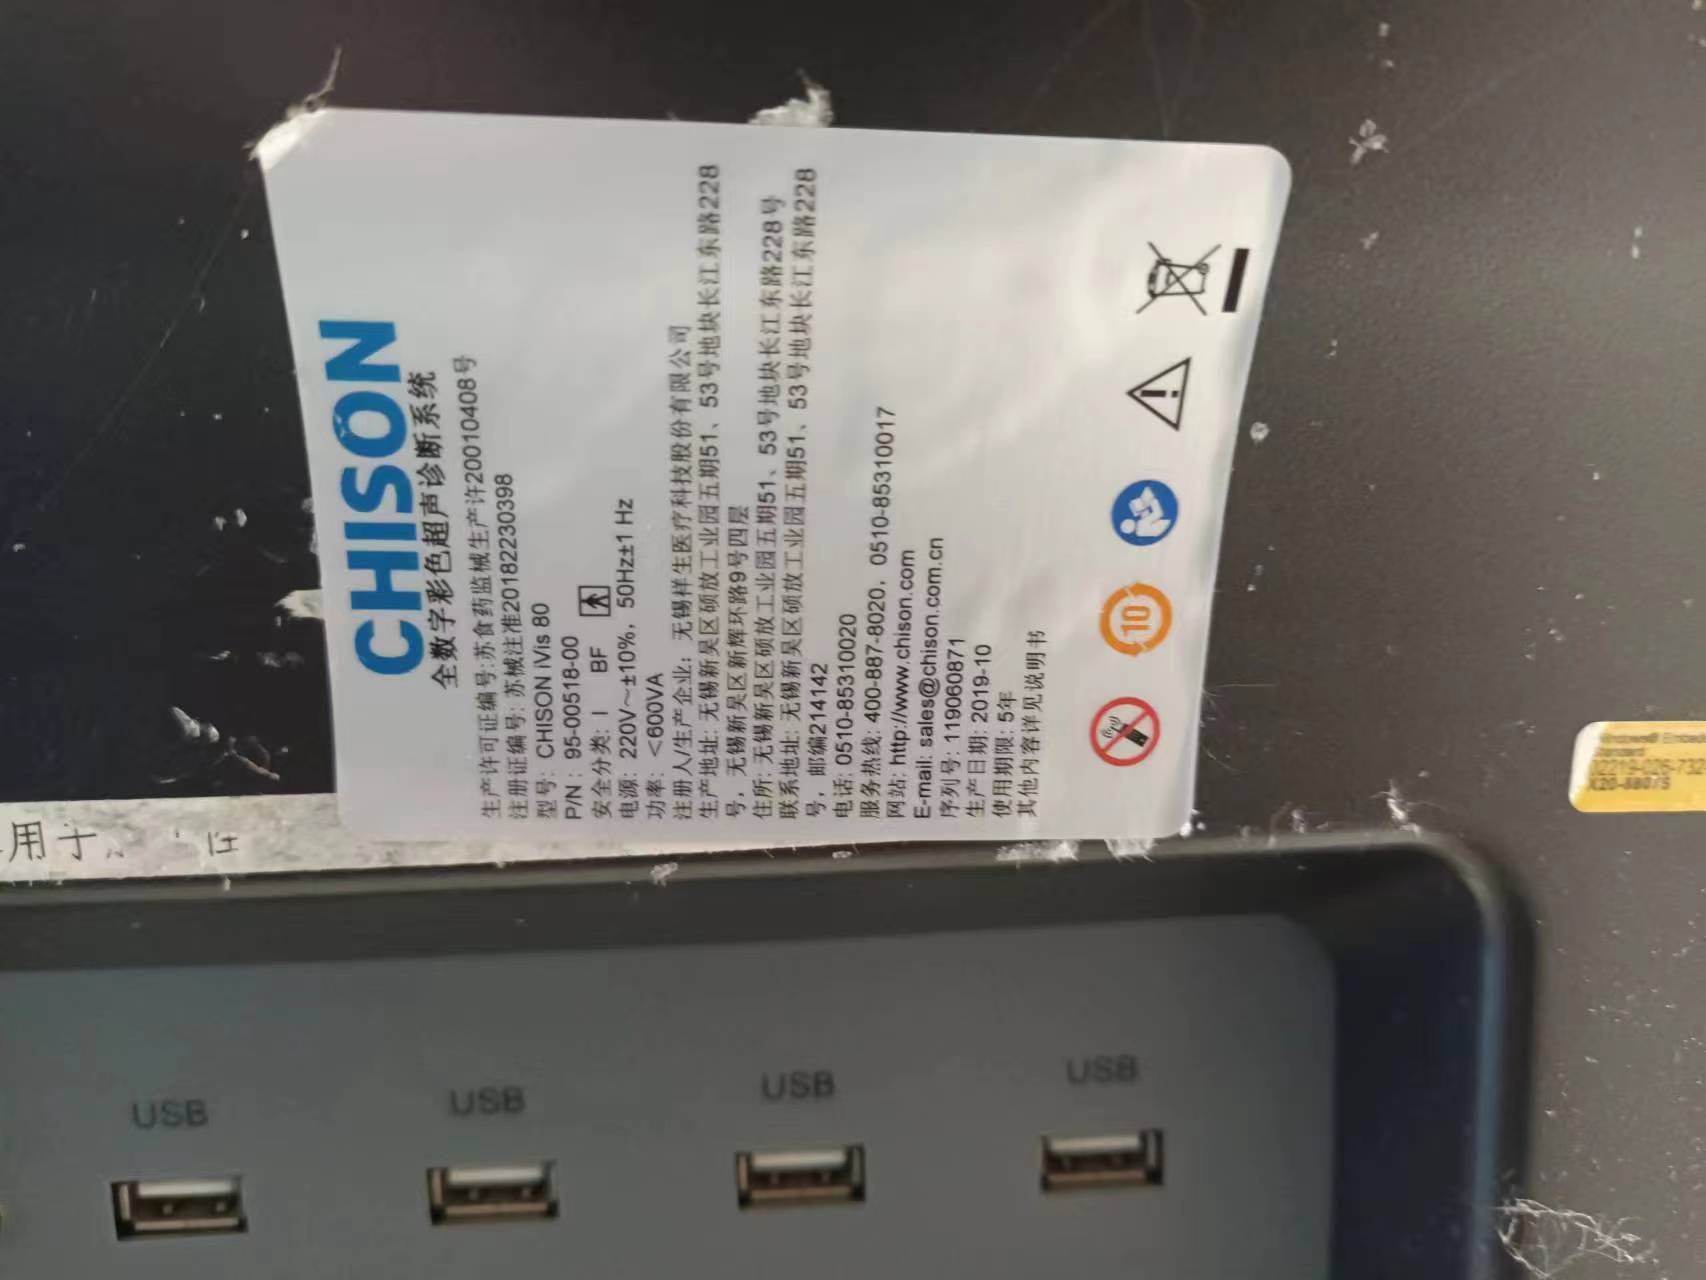 CHISON
全数字彩色超声诊断系统
生产许可证编号:苏食药监械生产许20010408号
注册证编号: 苏械注准20182230398
型号: CHISON iVis 80
P/N: 95-00518-00
安全分类: I BF
电源: 220V～±10%, 50Hz±1 Hz
功率: ＜600VA
注册人/生产企业: 无锡祥生医疗科技股份有限公司
生产地址: 无锡新吴区硕放工业园五期51、53号地块长江东路228
号, 无锡新吴区新辉环路9号四层
住所: 无锡新吴区硕放工业园五期51、53号地块长江东路228号
联系地址: 无锡新吴区硕放工业园五期51、53号地块长江东路228
号, 邮编214142
电话: 0510-85310020
服务热线: 400-887-8020, 0510-85310017
网站: http://www.chison.com
E-mail: sales@chison.com.cn
序列号: 1190608711
生产日期: 2019-10
使用期限: 5年
其他内容详见说明书
10
用于
USB
USB
USB
USB